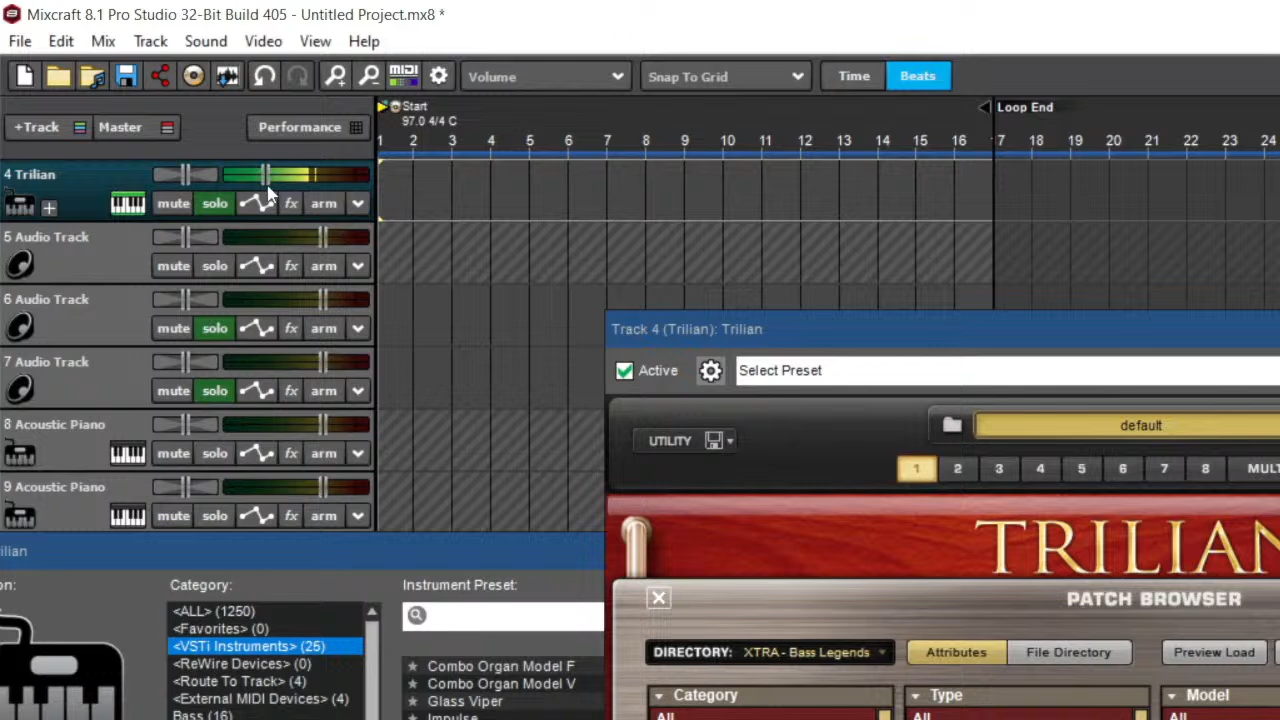 Mixcraft 8.1 Pro Studio 32-Bit Build 405 - Untitled Project.mx8 *
File Edit Mix Track Sound Video View Help
MIDI Volume Snap To Grid Time Beats
Start Loop End
97.0 4/4 C
+Track Master Performance
1 2 3 4 5 6 7 8 9 10 11 12 13 14 15 16 17 18 19 20 21 22 23 24
4 Trilian
mute solo fx arm
5 Audio Track
mute solo fx arm
6 Audio Track
mute solo fx arm
7 Audio Track
mute solo fx arm
8 Acoustic Piano
mute solo fx arm
9 Acoustic Piano
mute solo fx arm
Track 4 (Trilian): Trilian
Active Select Preset
UTILITY default
1 2 3 4 5 6 7 8 MULT
TRILIAN
PATCH BROWSER
DIRECTORY: XTRA - Bass Legends Attributes File Directory Preview Load
Category Type Model
All All All
ilian
on: Category: Instrument Preset:
<ALL> (1250)
<Favorites> (0)
<VSTi Instruments> (25)
<ReWire Devices> (0)
<Route To Track> (4)
<External MIDI Devices> (4)
Bass (16)
Combo Organ Model F
Combo Organ Model V
Glass Viper
Impulse